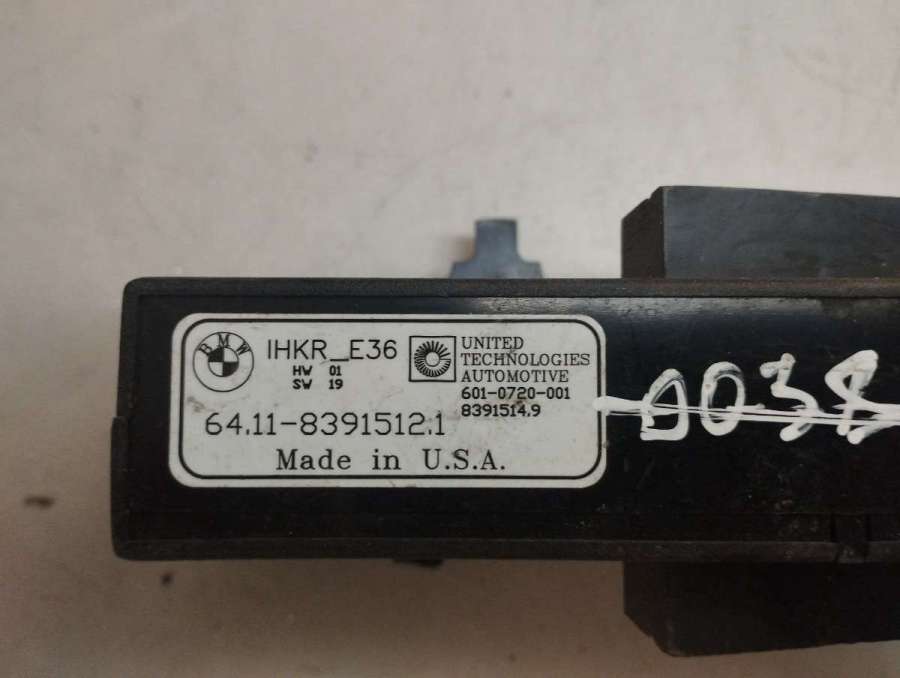 BMW
IHKR_E36
HW 01
SW 19
UNITED
TECHNOLOGIES
AUTOMOTIVE
601-0720-001
8391514.9
64.11-8391512.1
Made in U.S.A.